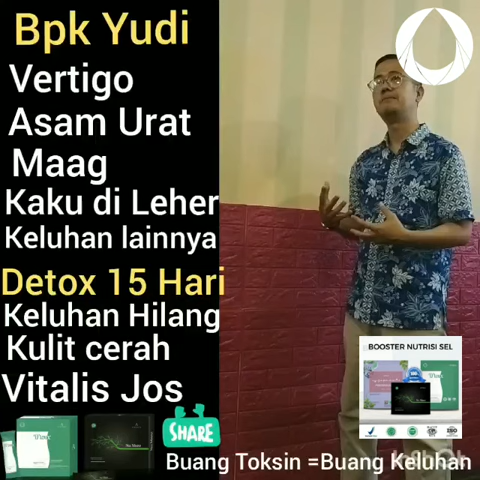 Bpk Yudi
Vertigo
Asam Urat
Maag
Kaku di Leher
Keluhan lainnya
Detox 15 Hari
Keluhan Hilang
Kulit cerah
Vitalis Jos
SHARE
BOOSTER NUTRISI SEL
ISO
Buang Toksin =Buang Keluhan